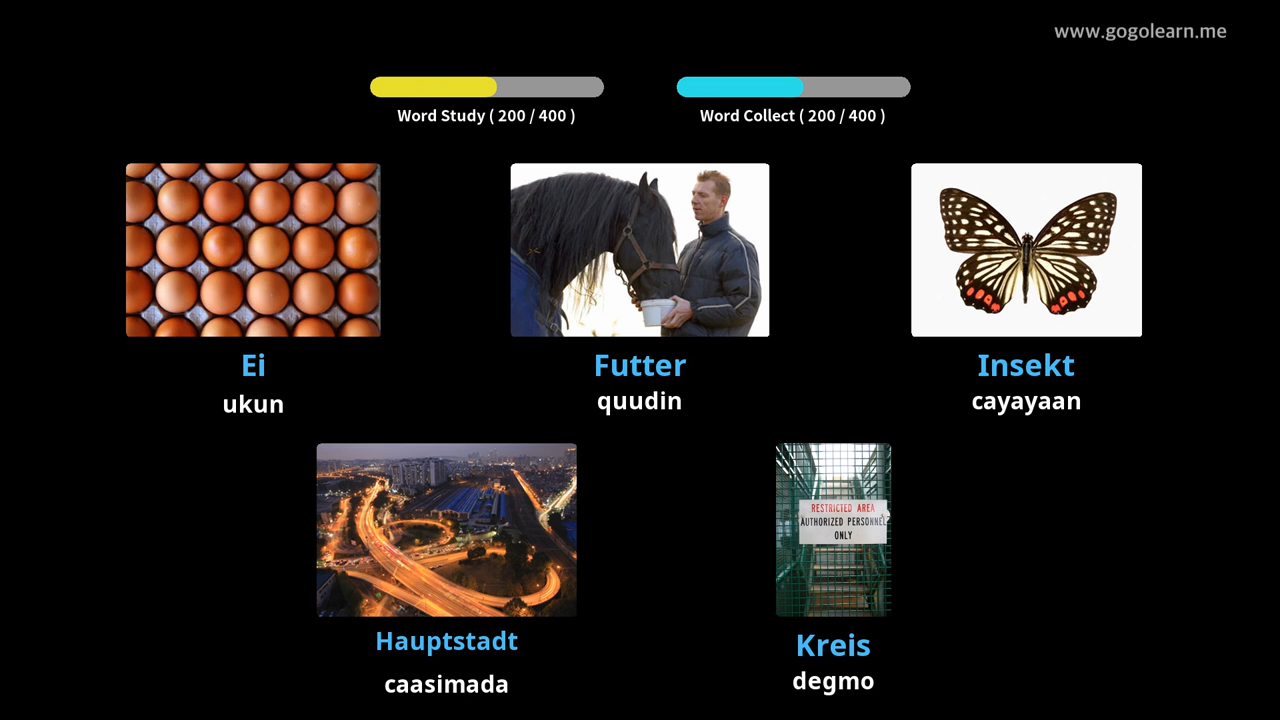 www.gogolearn.me
Word Study ( 200 / 400 )
Word Collect ( 200 / 400 )
Ei
ukun
Futter
quudin
Insekt
cayayaan
Hauptstadt
caasimada
RESTRICTED AREA
AUTHORIZED PERSONNEL
ONLY
Kreis
degmo